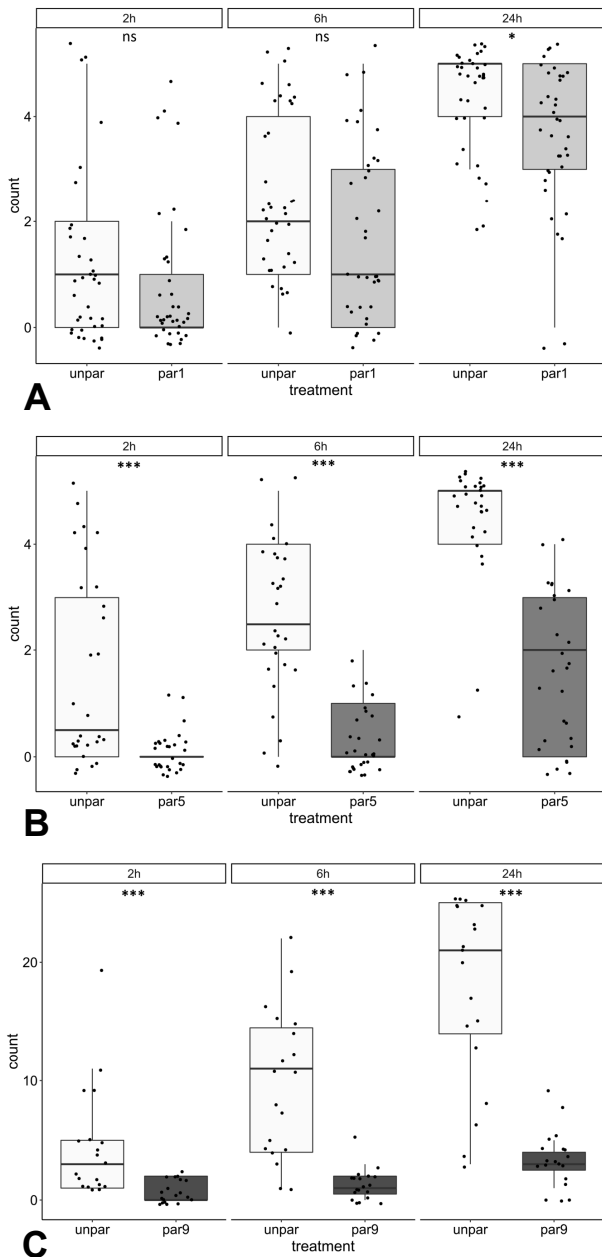 2h 6h 24h
ns ns *
4
2
0
count
unpar par1 unpar par1 unpar par1
treatment
A
2h 6h 24h
*** *** ***
4
2
0
count
unpar par5 unpar par5 unpar par5
treatment
B
2h 6h 24h
*** *** ***
20
10
0
count
unpar par9 unpar par9 unpar par9
treatment
C